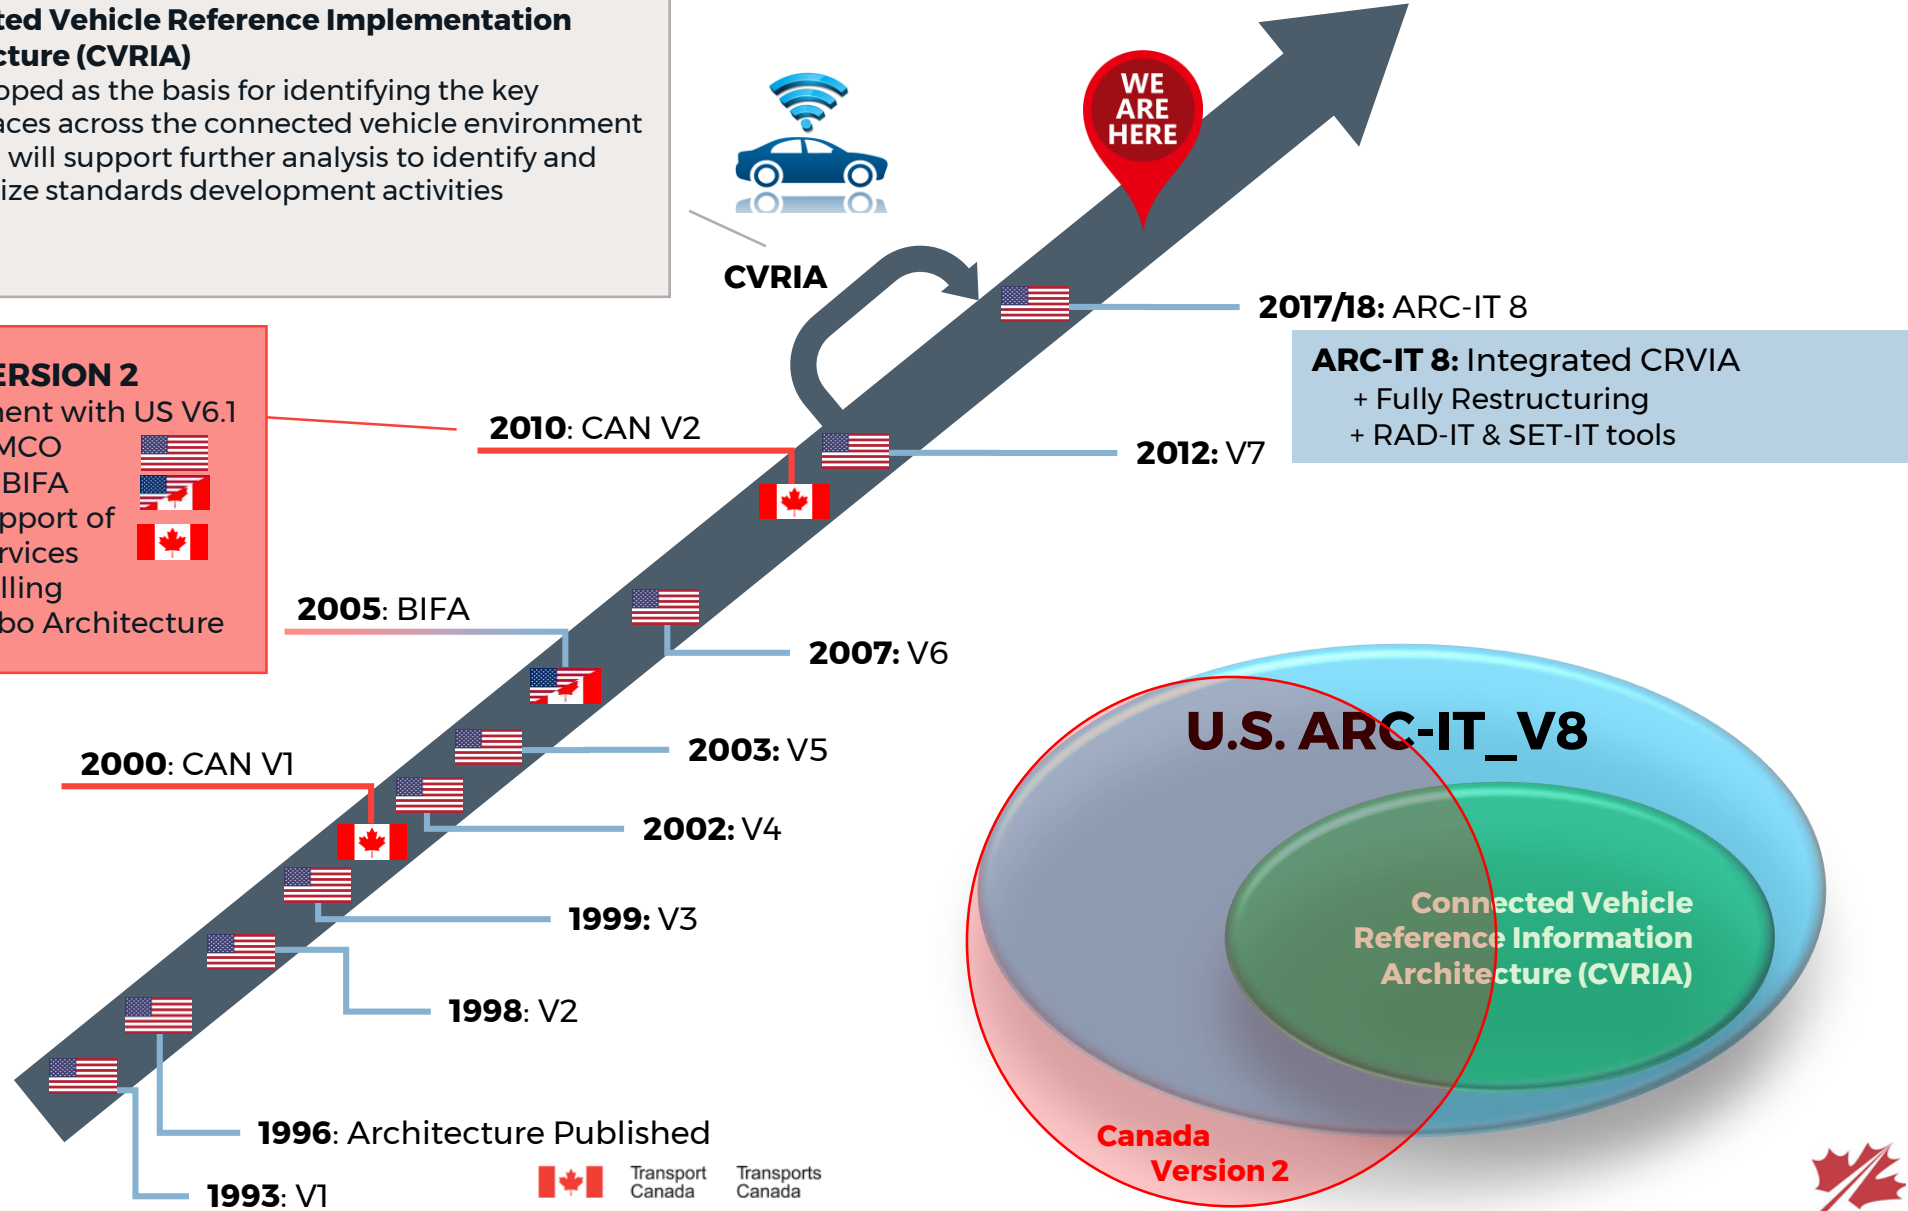 ted Vehicle Reference Implementation
cture (CVRIA)
oped as the basis for identifying the key
aces across the connected vehicle environment
will support further analysis to identify and
ize standards development activities
WE
ARE
HERE
CVRIA
2017/18: ARC-IT 8
ARC-IT 8: Integrated CRVIA
+ Fully Restructuring
+ RAD-IT & SET-IT tools
ERSION 2
nent with US V6.1
MCO
BIFA
pport of
rvices
lling
bo Architecture
2010: CAN V2
2012: V7
2005: BIFA
2007: V6
2003: V5
2000: CAN V1
2002: V4
1999: V3
1998: V2
1996: Architecture Published
1993: V1
U.S. ARC-IT_V8
Connected Vehicle
Reference Information
Architecture (CVRIA)
Canada
Version 2
Transport Transports
Canada Canada